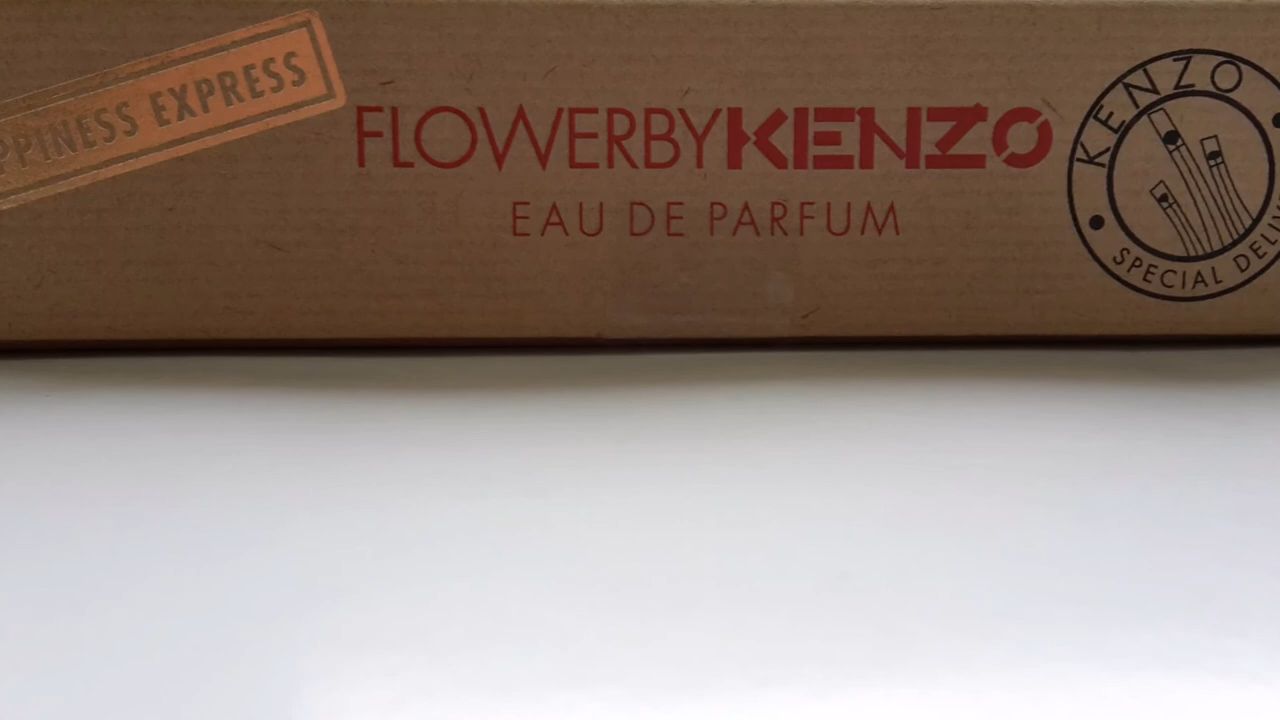 PPINESS EXPRESS
FLOWERBYKENZO
EAU DE PARFUM
KENZO
SPECIAL DELIV